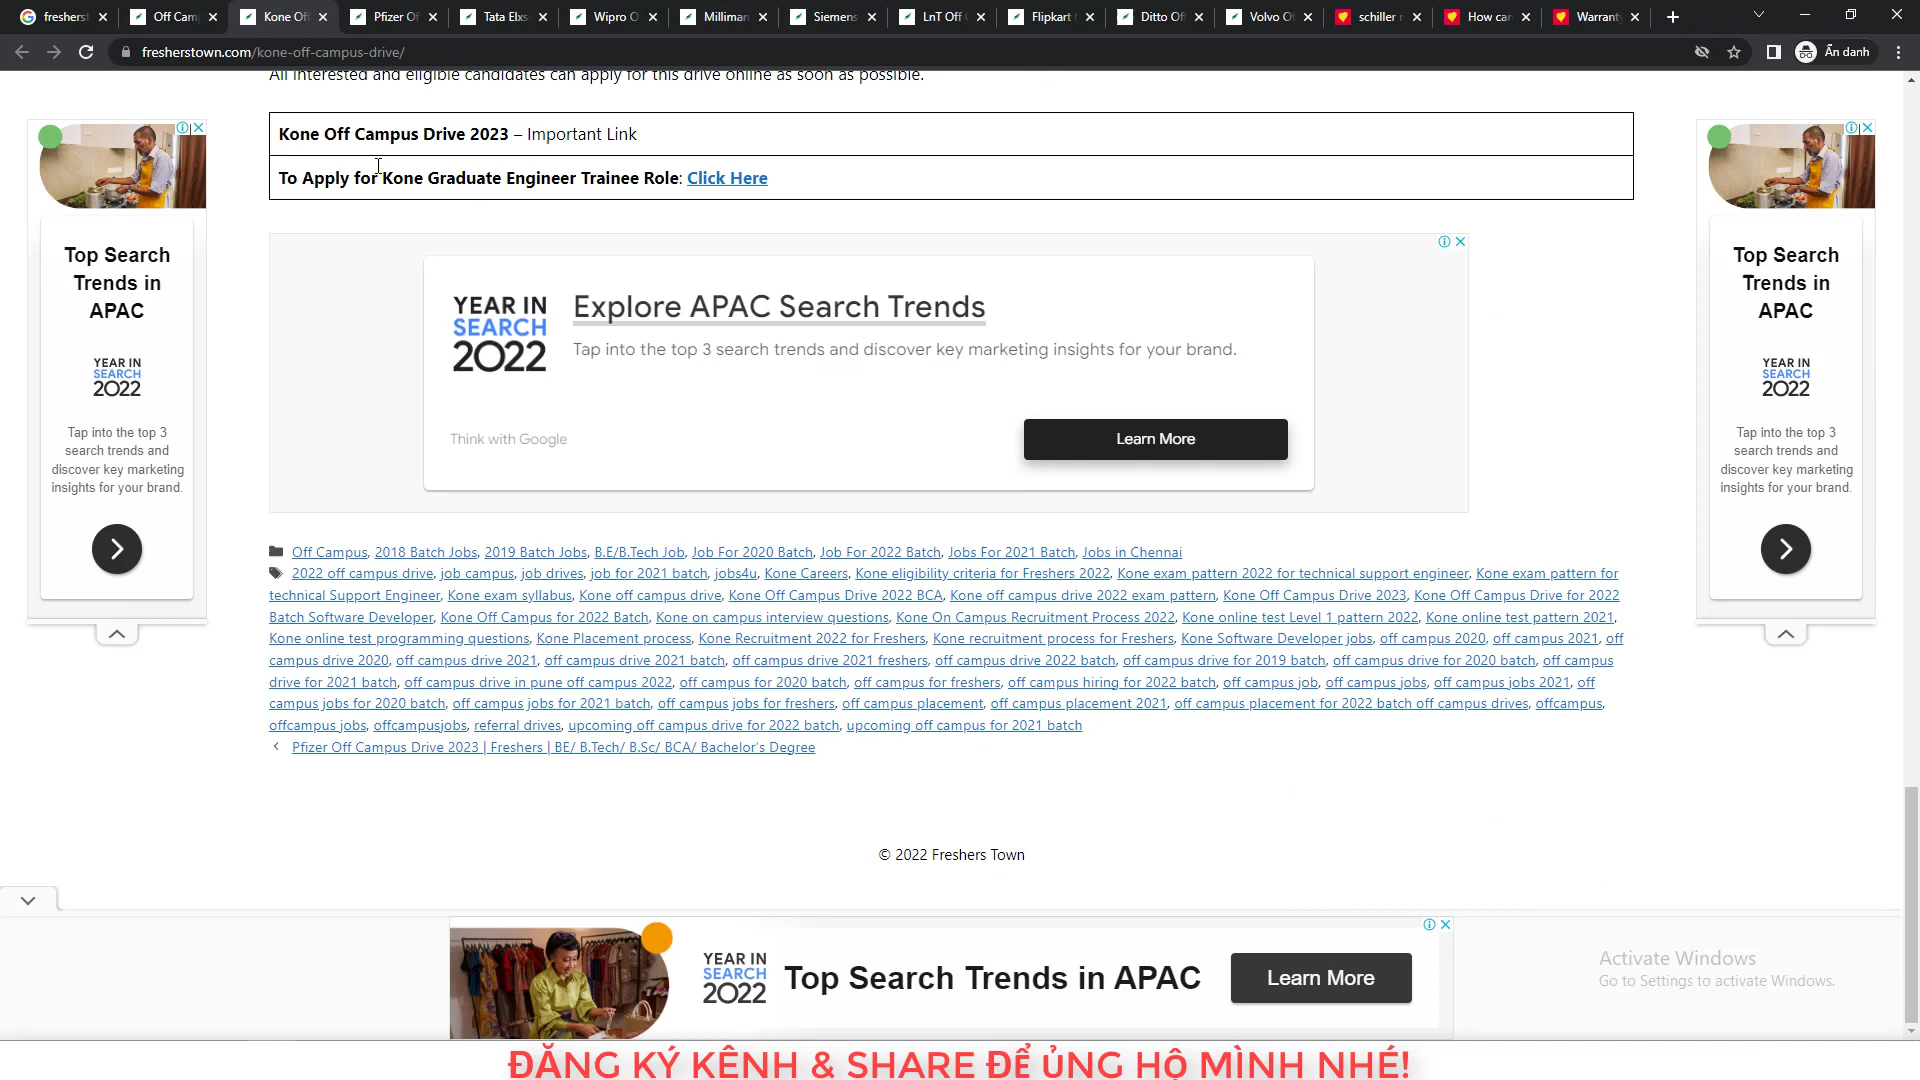 freshers
Off Cam
Kone Of
Pfizer Of
Tata Elxs
Wipro O
Milliman
Siemens
LnT Off
Flipkart
Ditto Off
Volvo O
schiller
How can
Warrant
fresherstown.com/kone-off-campus-drive/
Ẩn danh
All interested and eligible candidates can apply for this drive online as soon as possible.
Kone Off Campus Drive 2023 – Important Link
To Apply for Kone Graduate Engineer Trainee Role: Click Here
Top Search
Trends in
APAC
YEAR IN
SEARCH
2022
Tap into the top 3
search trends and
discover key marketing
insights for your brand.
YEAR IN
SEARCH
2022
Explore APAC Search Trends
Tap into the top 3 search trends and discover key marketing insights for your brand.
Think with Google
Learn More
Top Search
Trends in
APAC
YEAR IN
SEARCH
2022
Tap into the top 3
search trends and
discover key marketing
insights for your brand.
Off Campus, 2018 Batch Jobs, 2019 Batch Jobs, B.E/B.Tech Job, Job For 2020 Batch, Job For 2022 Batch, Jobs For 2021 Batch, Jobs in Chennai
2022 off campus drive, job campus, job drives, job for 2021 batch, jobs4u, Kone Careers, Kone eligibility criteria for Freshers 2022, Kone exam pattern 2022 for technical support engineer, Kone exam pattern for
technical Support Engineer, Kone exam syllabus, Kone off campus drive, Kone Off Campus Drive 2022 BCA, Kone off campus drive 2022 exam pattern, Kone Off Campus Drive 2023, Kone Off Campus Drive for 2022
Batch Software Developer, Kone Off Campus for 2022 Batch, Kone on campus interview questions, Kone On Campus Recruitment Process 2022, Kone online test Level 1 pattern 2022, Kone online test pattern 2021,
Kone online test programming questions, Kone Placement process, Kone Recruitment 2022 for Freshers, Kone recruitment process for Freshers, Kone Software Developer jobs, off campus 2020, off campus 2021, off
campus drive 2020, off campus drive 2021, off campus drive 2021 batch, off campus drive 2021 freshers, off campus drive 2022 batch, off campus drive for 2019 batch, off campus drive for 2020 batch, off campus
drive for 2021 batch, off campus drive in pune off campus 2022, off campus for 2020 batch, off campus for freshers, off campus hiring for 2022 batch, off campus job, off campus jobs, off campus jobs 2021, off
campus jobs for 2020 batch, off campus jobs for 2021 batch, off campus jobs for freshers, off campus placement, off campus placement 2021, off campus placement for 2022 batch off campus drives, offcampus,
offcampus jobs, offcampusjobs, referral drives, upcoming off campus drive for 2022 batch, upcoming off campus for 2021 batch
Pfizer Off Campus Drive 2023 | Freshers | BE/ B.Tech/ B.Sc/ BCA/ Bachelor's Degree
© 2022 Freshers Town
YEAR IN
SEARCH
2022
Top Search Trends in APAC
Learn More
Activate Windows
Go to Settings to activate Windows.
ĐĂNG KÝ KÊNH & SHARE ĐỂ ỦNG HỘ MÌNH NHÉ!